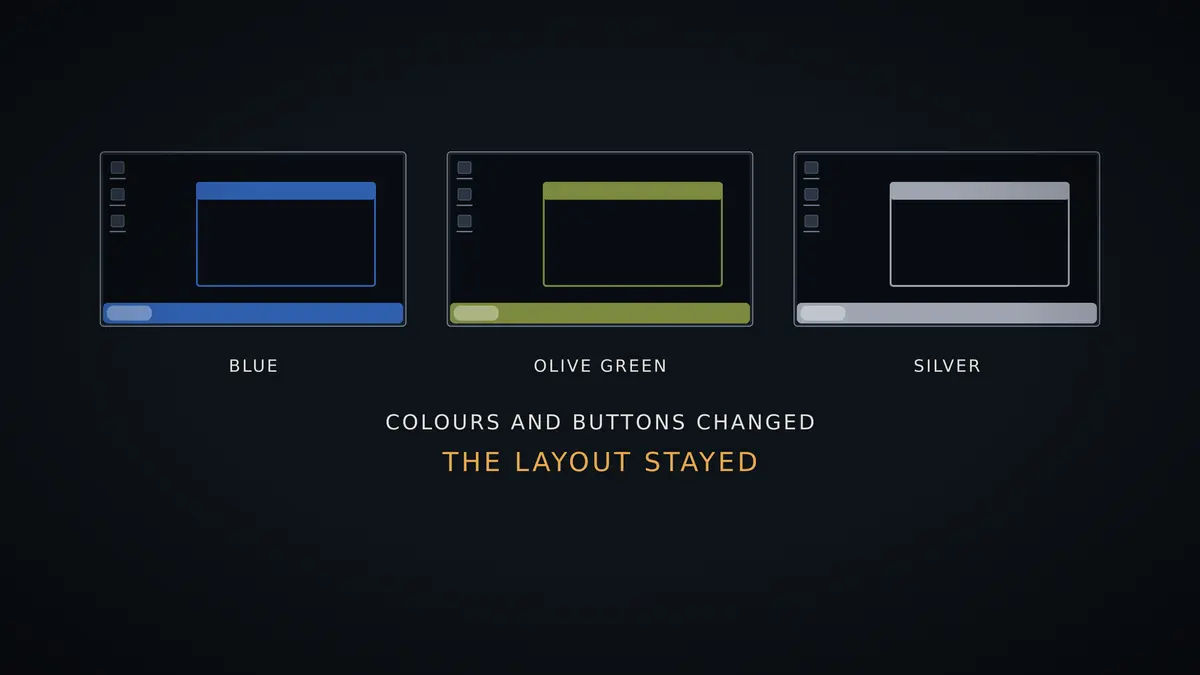 BLUE
OLIVE GREEN
SILVER
COLOURS AND BUTTONS CHANGED
THE LAYOUT STAYED